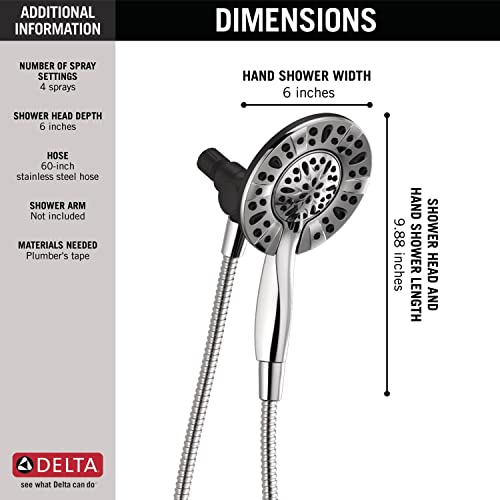 ADDITIONAL
INFORMATION
NUMBER OF SPRAY
SETTINGS
4 sprays
SHOWER HEAD DEPTH
6 inches
HOSE
60-inch
stainless steel hose
SHOWER ARM
Not included
MATERIALS NEEDED
Plumber's tape
DELTA
see what Delta can do
DIMENSIONS
HAND SHOWER WIDTH
6 inches
SHOWER HEAD AND
HAND SHOWER LENGTH
9.88 inches